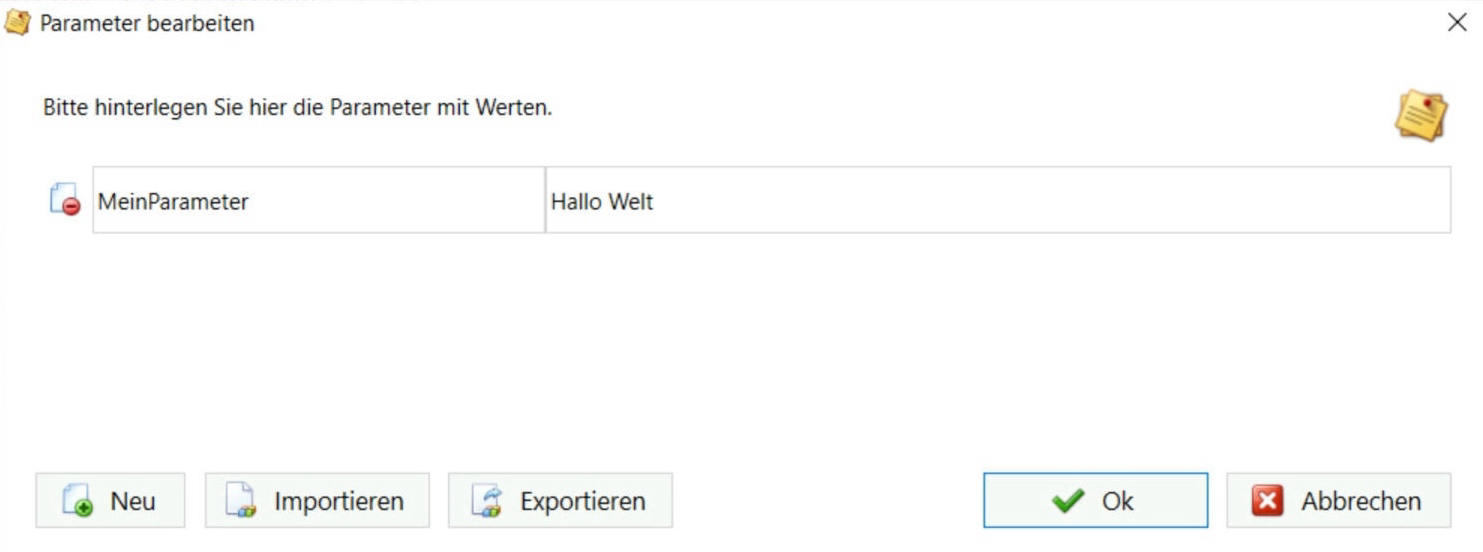 Parameter bearbeiten
Bitte hinterlegen Sie hier die Parameter mit Werten.
MeinParameter Hallo Welt
Neu Importieren Exportieren Ok Abbrechen